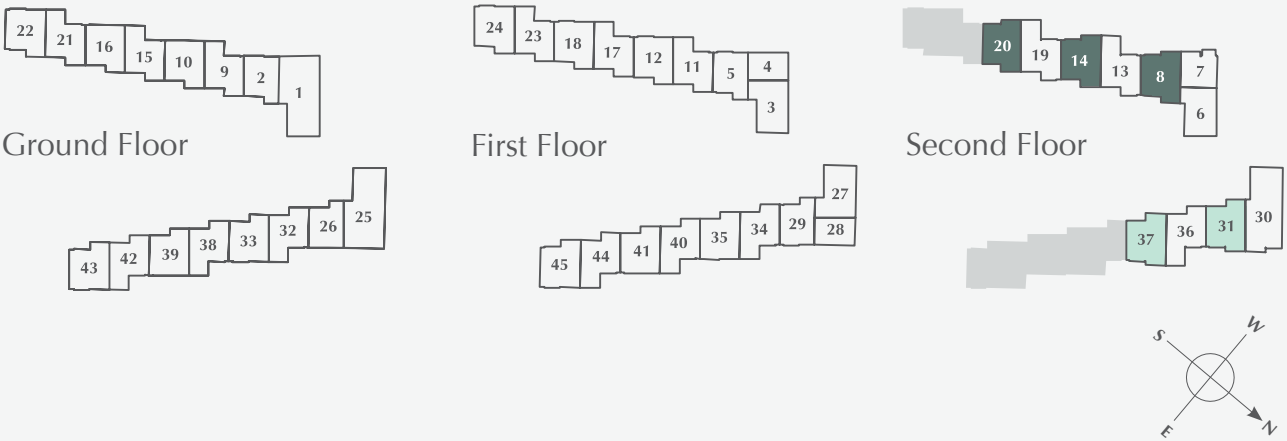 22 21 16 15 10 9 2 1
Ground Floor
43 42 39 38 33 32 26 25
24 23 18 17 12 11 5 4 3
First Floor
45 44 41 40 35 34 29 27 28
20 19 14 13 8 7 6
Second Floor
37 36 31 30
S W
E N